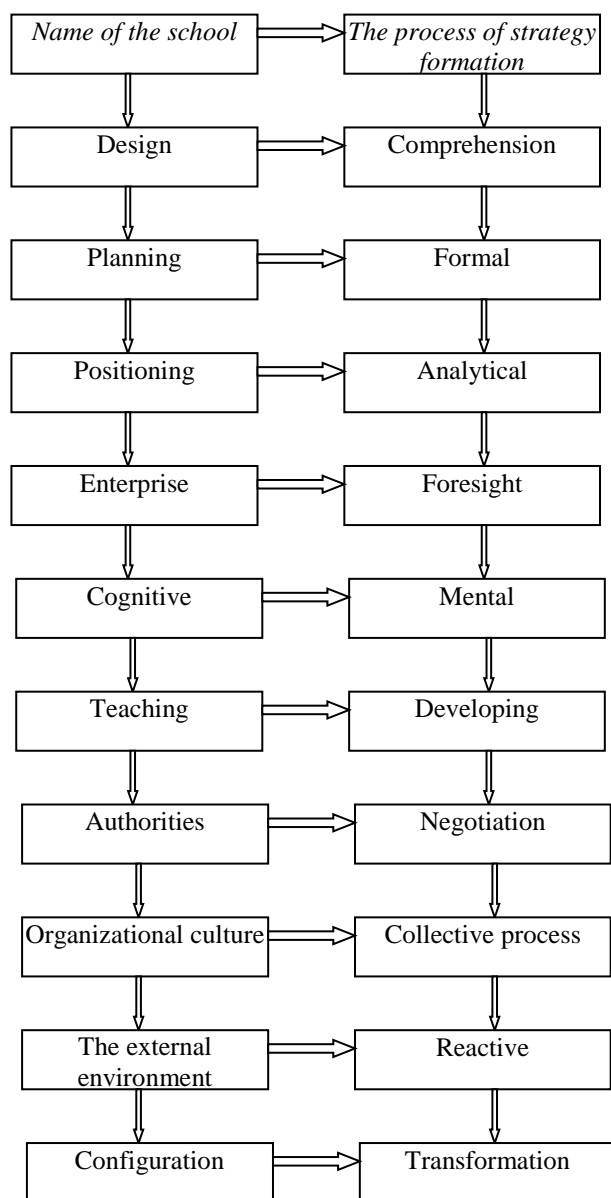 Name of the school
The process of strategy
formation
Design
Comprehension
Planning
Formal
Positioning
Analytical
Enterprise
Foresight
Cognitive
Mental
Teaching
Developing
Authorities
Negotiation
Organizational culture
Collective process
The external
environment
Reactive
Configuration
Transformation